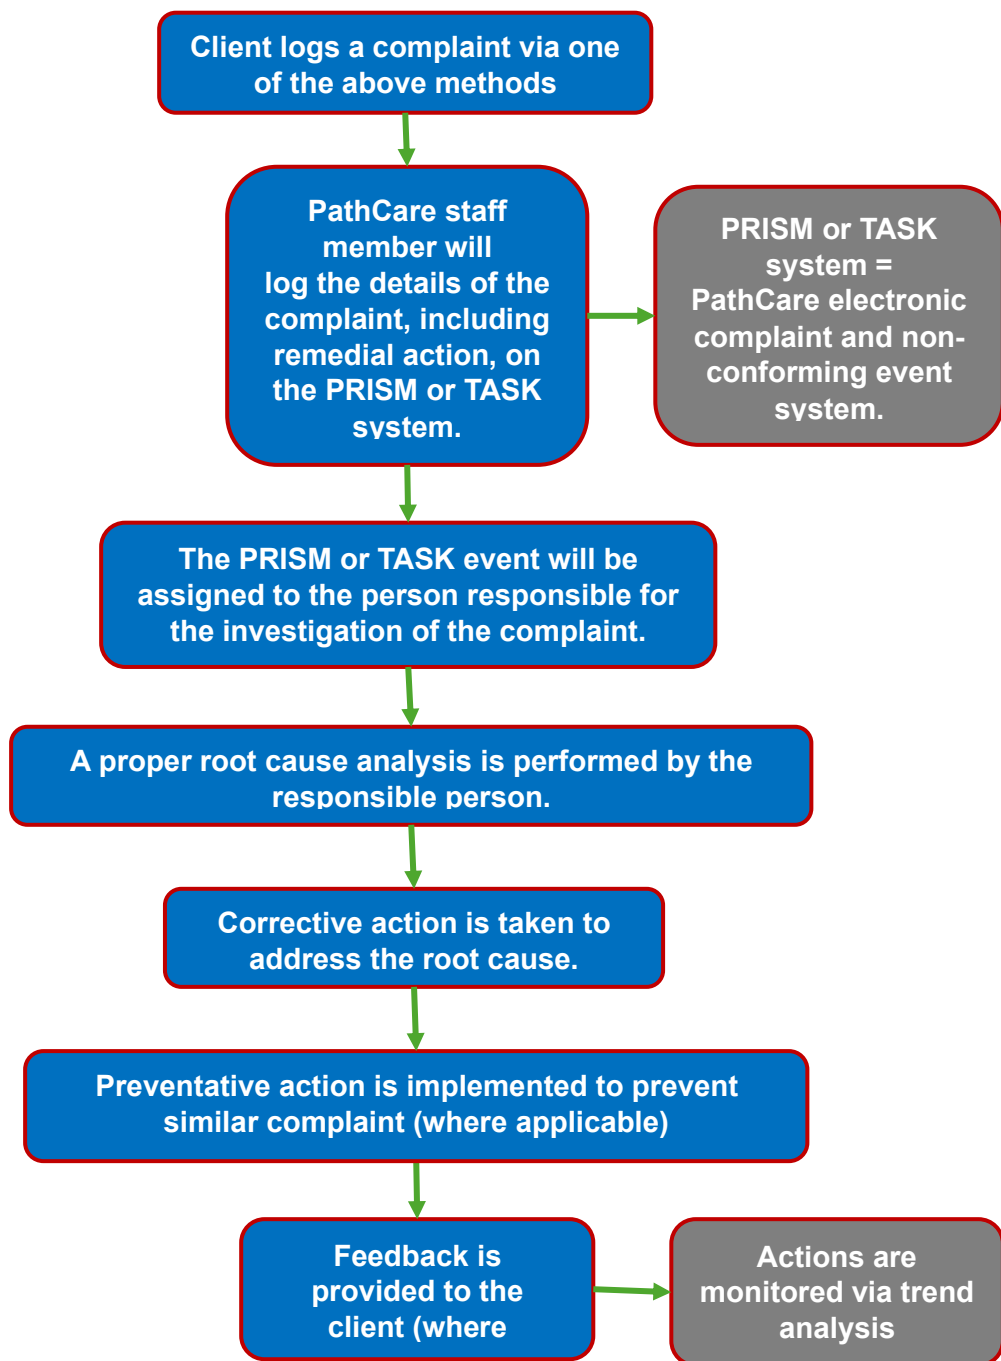 Client logs a complaint via one
of the above methods
PathCare staff
member will
log the details of the
complaint, including
remedial action, on
the PRISM or TASK
system.
PRISM or TASK
system =
PathCare electronic
complaint and non-
conforming event
system.
The PRISM or TASK event will be
assigned to the person responsible for
the investigation of the complaint.
A proper root cause analysis is performed by the
responsible person.
Corrective action is taken to
address the root cause.
Preventative action is implemented to prevent
similar complaint (where applicable)
Feedback is
provided to the
client (where
Actions are
monitored via trend
analysis